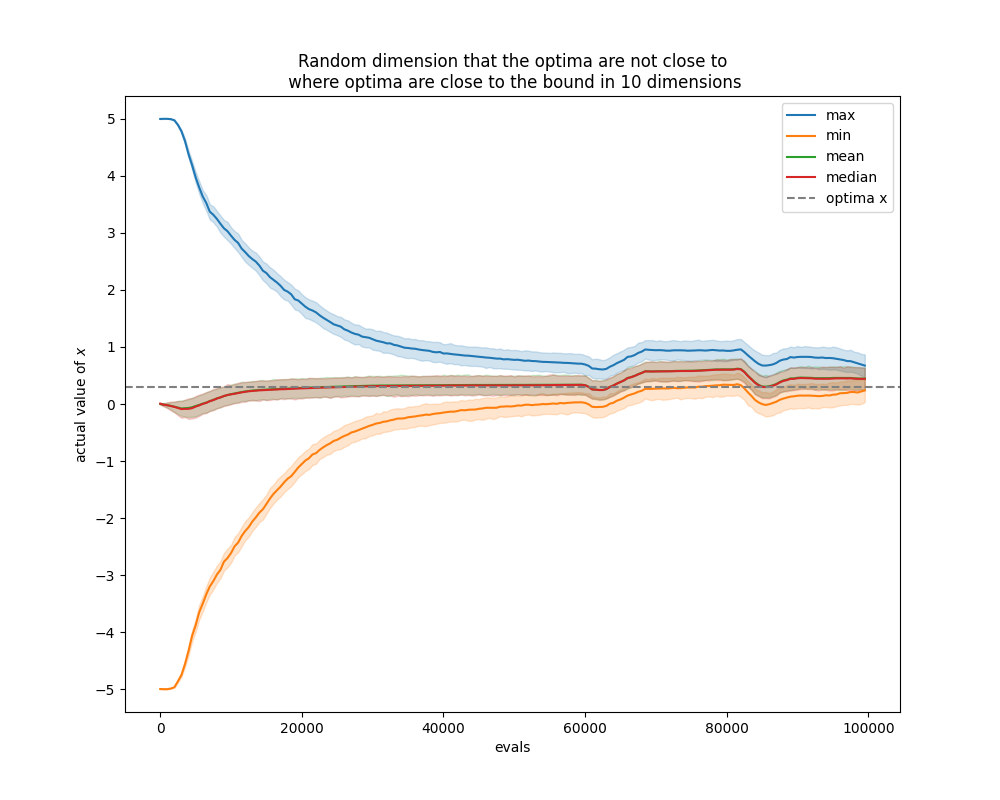 Random dimension that the optima are not close to
where optima are close to the bound in 10 dimensions
max
min
mean
median
optima x
5
4
3
2
1
0
−1
−2
−3
−4
−5
actual value of x
0
20000
40000
60000
80000
100000
evals